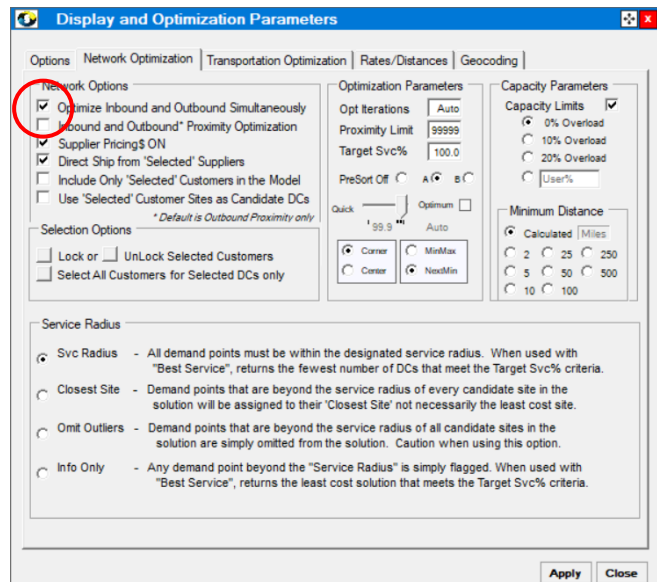 Display and Optimization Parameters
Options
Network Optimization
Transportation Optimization
Rates/Distances
Geocoding
Network Options
Optimize Inbound and Outbound Simultaneously
Inbound and Outbound* Proximity Optimization
Supplier Pricing$ ON
Direct Ship from 'Selected' Suppliers
Include Only 'Selected' Customers in the Model
Use 'Selected' Customer Sites as Candidate DCs
* Default is Outbound Proximity only
Selection Options
Lock or UnLock Selected Customers
Select All Customers for Selected DCs only
Optimization Parameters
Opt Iterations Auto
Proximity Limit 99999
Target Svc% 100.0
PreSort Off A B
Quick Optimum
99.9 Auto
Corner MinMax
Center NextMin
Capacity Parameters
Capacity Limits
0% Overload
10% Overload
20% Overload
User%
Minimum Distance
Calculated Miles
2 25 250
5 50 500
10 100
Service Radius
Svc Radius - All demand points must be within the designated service radius. When used with
"Best Service", returns the fewest number of DCs that meet the Target Svc% criteria.
Closest Site - Demand points that are beyond the service radius of every candidate site in the
solution will be assigned to their 'Closest Site' not necessarily the least cost site.
Omit Outliers - Demand points that are beyond the service radius of all candidate sites in the
solution are simply omitted from the solution. Caution when using this option.
Info Only - Any demand point beyond the "Service Radius" is simply flagged. When used with
"Best Service", returns the least cost solution that meets the Target Svc% criteria.
Apply Close